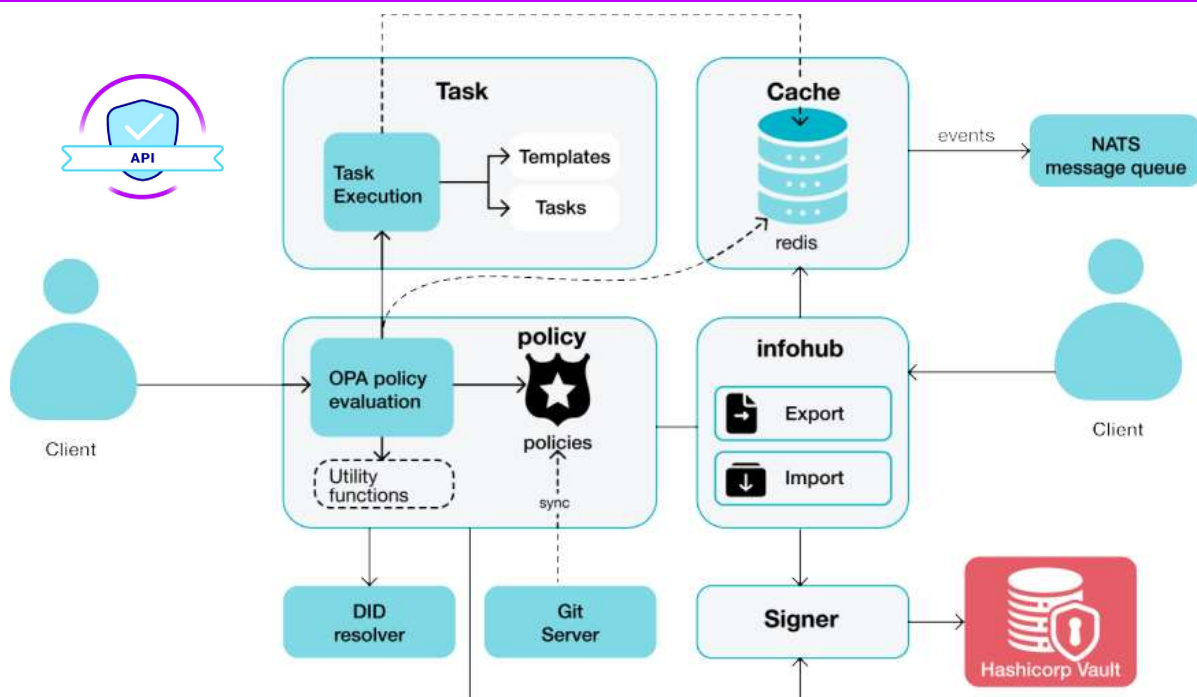 Task
Cache
API
Task
Execution
Templates
Tasks
redis
events
NATS
message queue
Client
policy
OPA policy
evaluation
policies
Utility
functions
sync
infohub
Export
Import
Client
DID
resolver
Git
Server
Signer
Hashicorp Vault